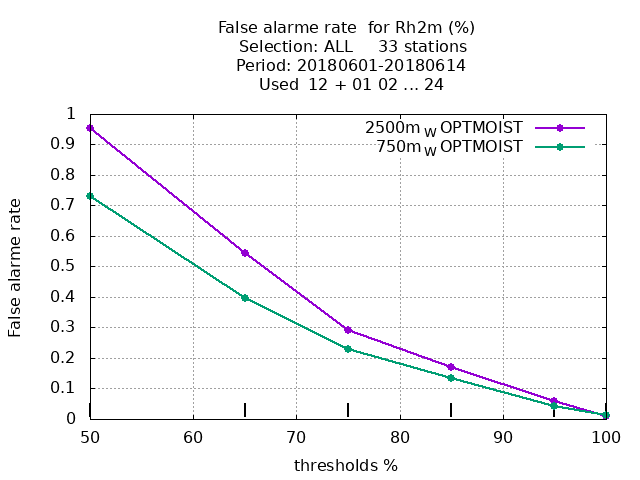 False alarme rate  for Rh2m (%)
Selection: ALL     33 stations
Period: 20180601-20180614
Used  12 + 01 02 ... 24
2500m W OPTMOIST
750m W OPTMOIST
False alarme rate
1
0.9
0.8
0.7
0.6
0.5
0.4
0.3
0.2
0.1
0
50
60
70
80
90
100
thresholds %